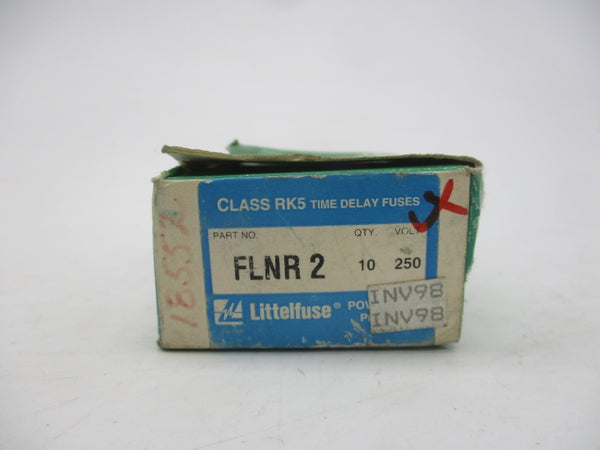 CLASS RK5 TIME DELAY FUSES
PART NO. QTY. VOLT
FLNR 2 10 250
Littelfuse®
INV98
INV98